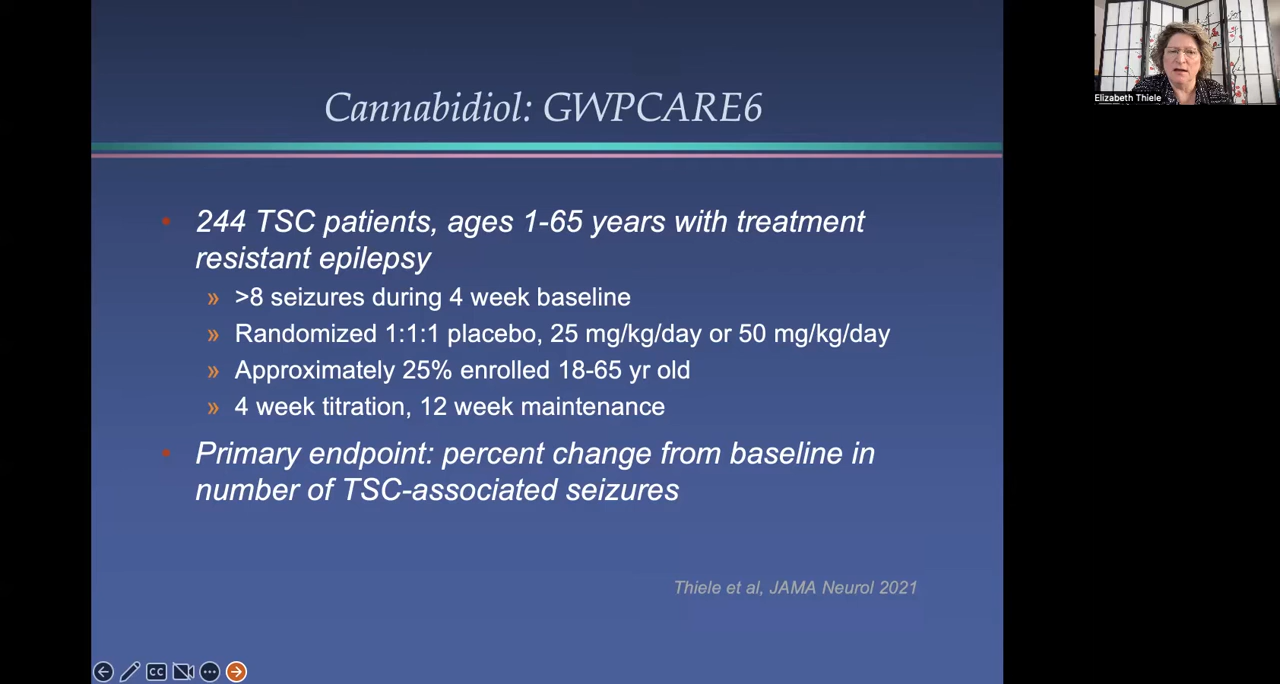 Cannabidiol: GWPCARE6
Elizabeth Thiele
• 244 TSC patients, ages 1-65 years with treatment
resistant epilepsy
» >8 seizures during 4 week baseline
» Randomized 1:1:1 placebo, 25 mg/kg/day or 50 mg/kg/day
» Approximately 25% enrolled 18-65 yr old
» 4 week titration, 12 week maintenance
• Primary endpoint: percent change from baseline in
number of TSC-associated seizures
Thiele et al, JAMA Neurol 2021
CC